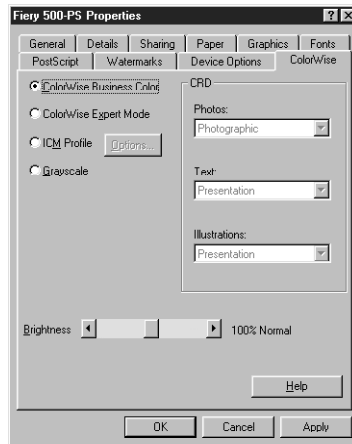 Fiery 500-PS Properties
General Details Sharing Paper Graphics Fonts
PostScript Watermarks Device Options ColorWise
ColorWise Business Color
ColorWise Expert Mode
ICM Profile Options...
Grayscale
CRD
Photos:
Photographic
Text:
Presentation
Illustrations:
Presentation
Brightness 100% Normal
Help
OK Cancel Apply